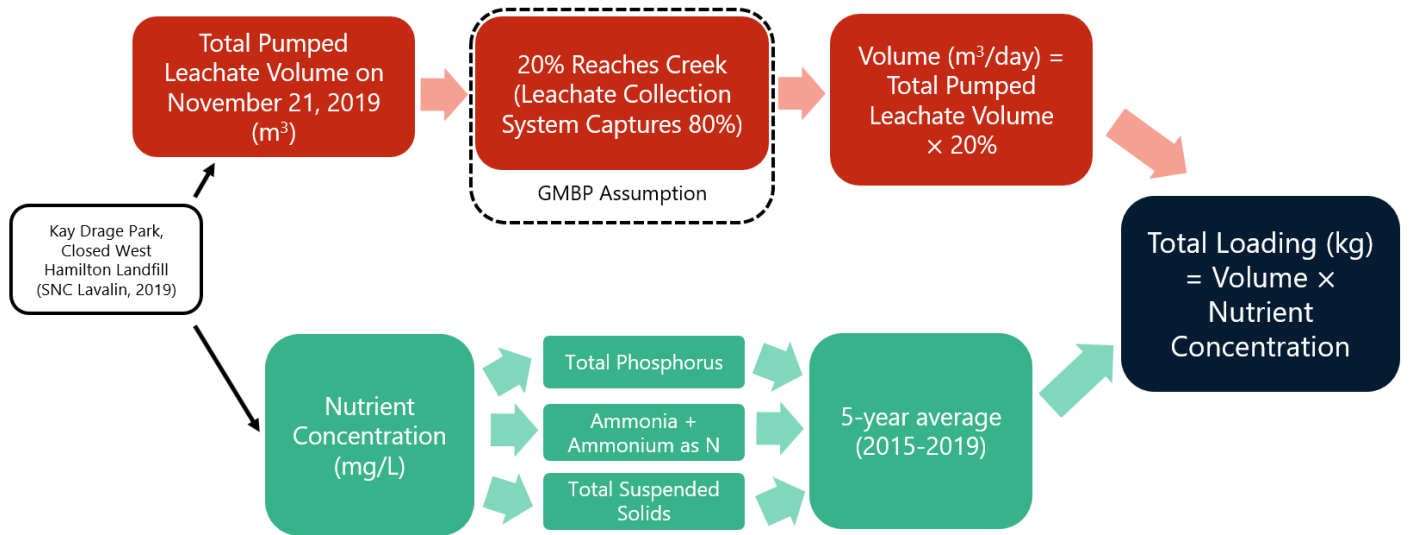 Kay Drage Park,
Closed West
Hamilton Landfill
(SNC Lavalin, 2019)
Total Pumped
Leachate Volume on
November 21, 2019
(m³)
20% Reaches Creek
(Leachate Collection
System Captures 80%)
GMBP Assumption
Volume (m³/day) =
Total Pumped
Leachate Volume
× 20%
Nutrient
Concentration
(mg/L)
Total Phosphorus
Ammonia +
Ammonium as N
Total Suspended
Solids
5-year average
(2015-2019)
Total Loading (kg)
= Volume ×
Nutrient
Concentration